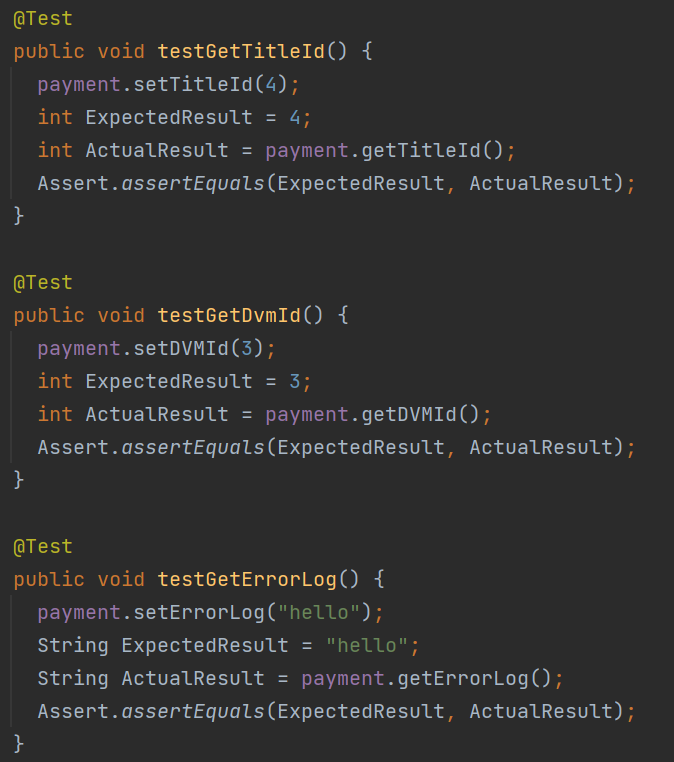 @Test
public void testGetTitleId() {
  payment.setTitleId(4);
  int ExpectedResult = 4;
  int ActualResult = payment.getTitleId();
  Assert.assertEquals(ExpectedResult, ActualResult);
}

@Test
public void testGetDvmId() {
  payment.setDVMId(3);
  int ExpectedResult = 3;
  int ActualResult = payment.getDVMId();
  Assert.assertEquals(ExpectedResult, ActualResult);
}

@Test
public void testGetErrorLog() {
  payment.setErrorLog("hello");
  String ExpectedResult = "hello";
  String ActualResult = payment.getErrorLog();
  Assert.assertEquals(ExpectedResult, ActualResult);
}